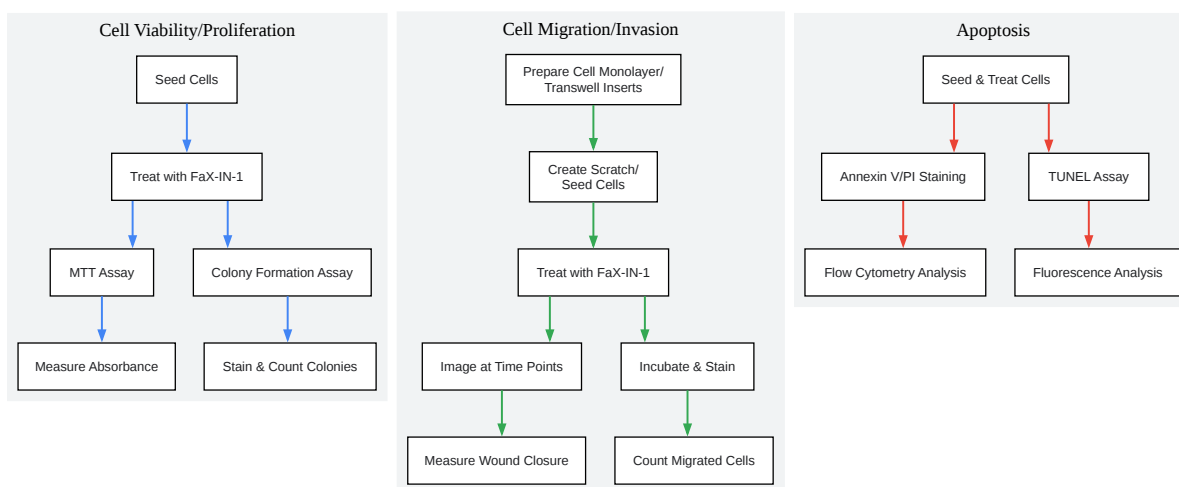 Cell Viability/Proliferation
Seed Cells
Treat with FaX-IN-1
MTT Assay
Colony Formation Assay
Measure Absorbance
Stain & Count Colonies
Cell Migration/Invasion
Prepare Cell Monolayer/
Transwell Inserts
Create Scratch/
Seed Cells
Treat with FaX-IN-1
Image at Time Points
Incubate & Stain
Measure Wound Closure
Count Migrated Cells
Apoptosis
Seed & Treat Cells
Annexin V/PI Staining
TUNEL Assay
Flow Cytometry Analysis
Fluorescence Analysis